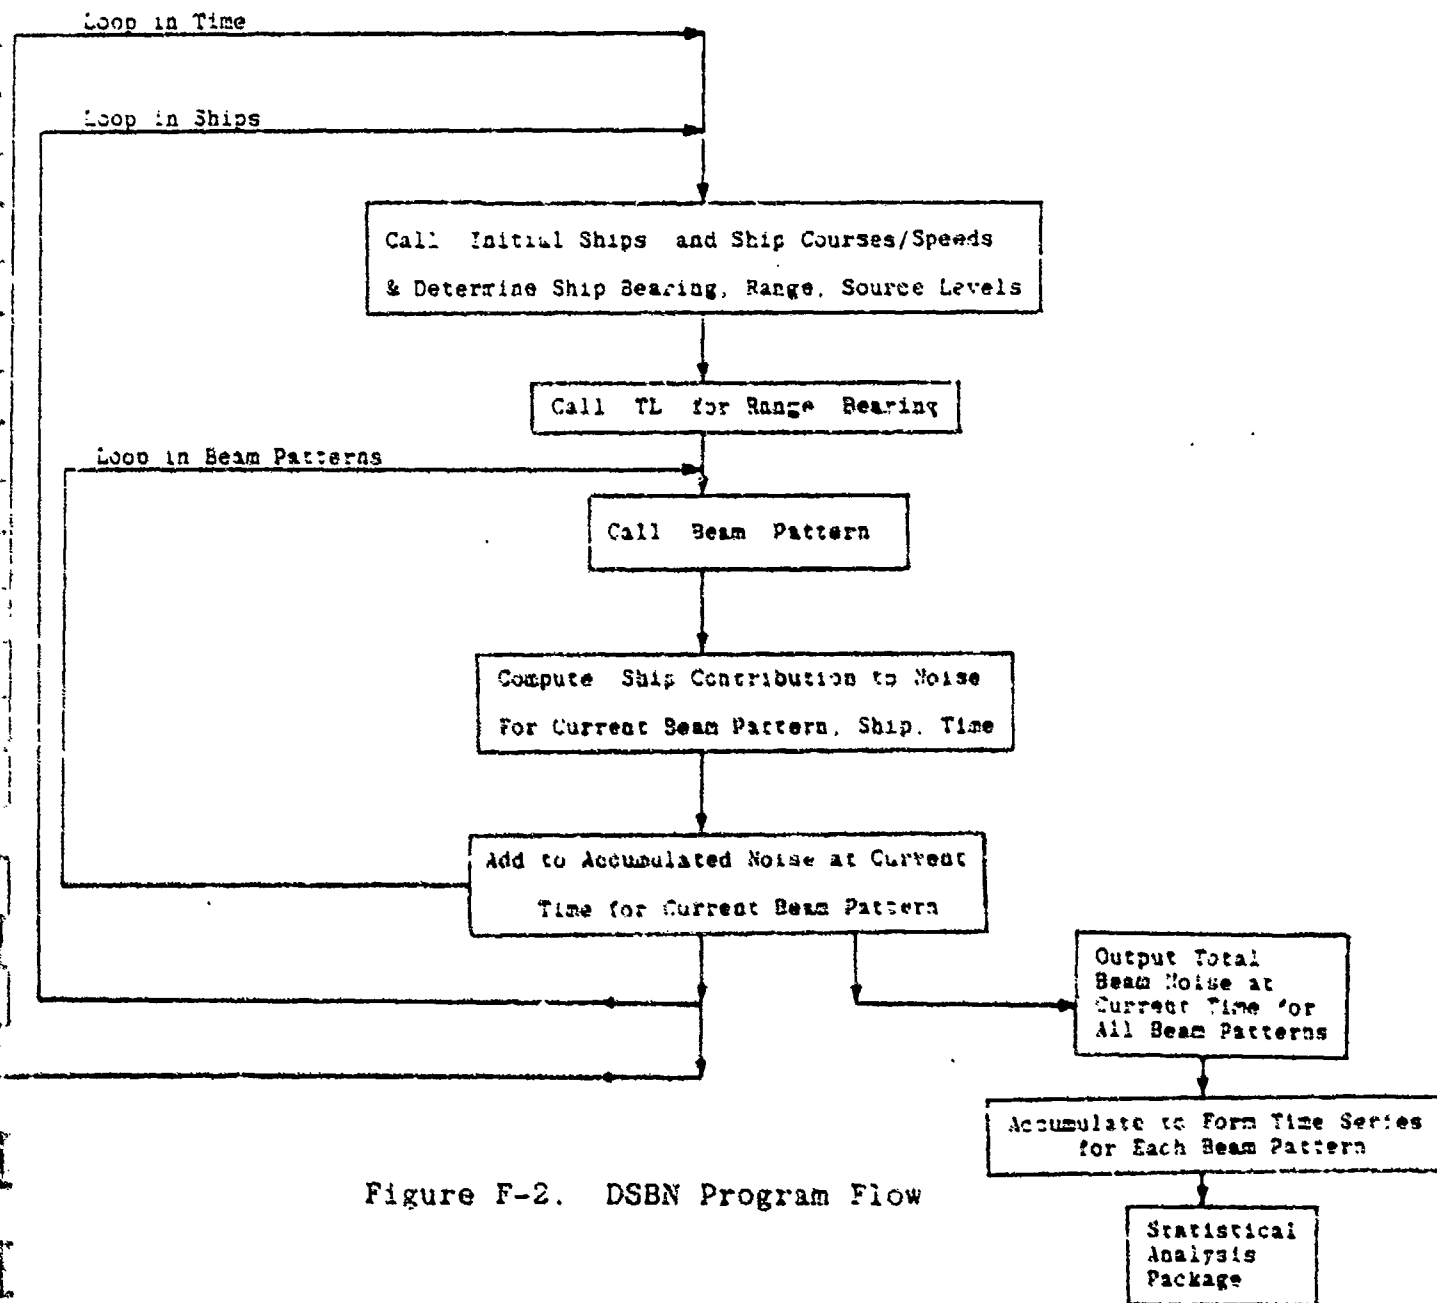 Loop in Time
Loop in Ships
Call Initial Ships and Ship Courses/Speeds
& Determine Ship Bearing, Range, Source Levels
Call TL for Range Bearing
Loop in Beam Patterns
Call Beam Pattern
Compute Ship Contribution to Noise
For Current Beam Pattern, Ship, Time
Add to Accumulated Noise at Current
Time for Current Beam Pattern
Output Total
Beam Noise at
Current Time for
All Beam Patterns
Accumulate to Form Time Series
for Each Beam Pattern
Statistical
Analysis
Package
Figure F-2. DSBN Program Flow